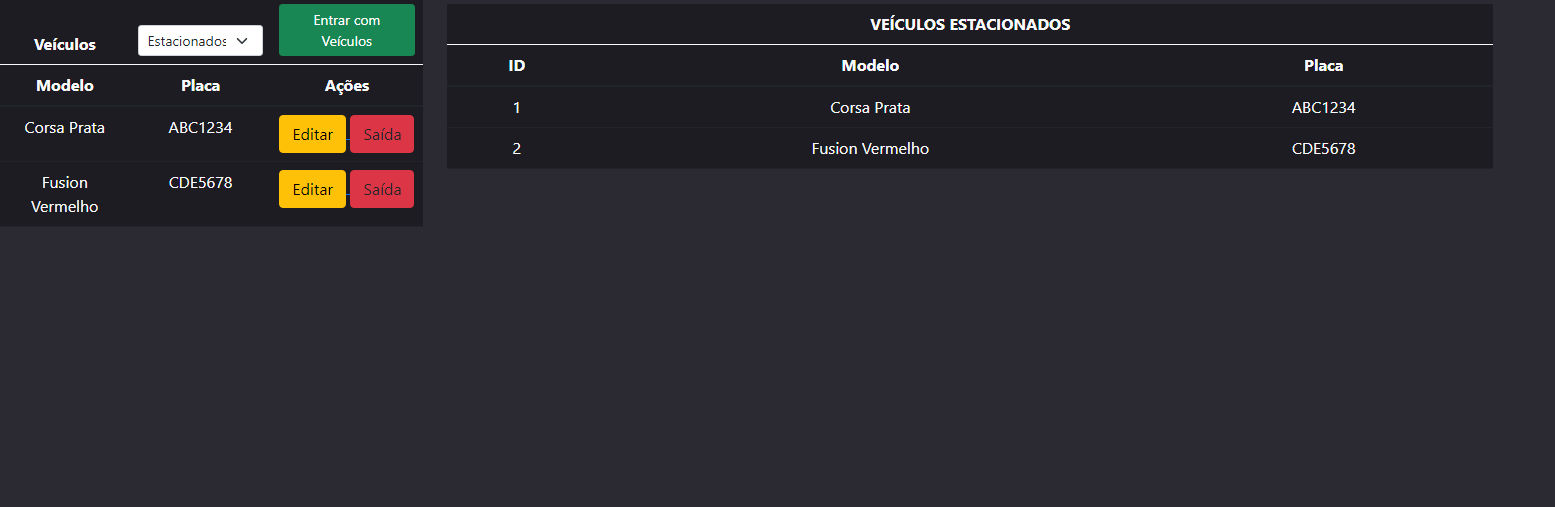 Entrar com
Veículos
Veículos
Estacionados
Modelo Placa Ações
Corsa Prata ABC1234 Editar Saída
Fusion
Vermelho
CDE5678 Editar Saída
VEÍCULOS ESTACIONADOS
ID Modelo Placa
1 Corsa Prata ABC1234
2 Fusion Vermelho CDE5678